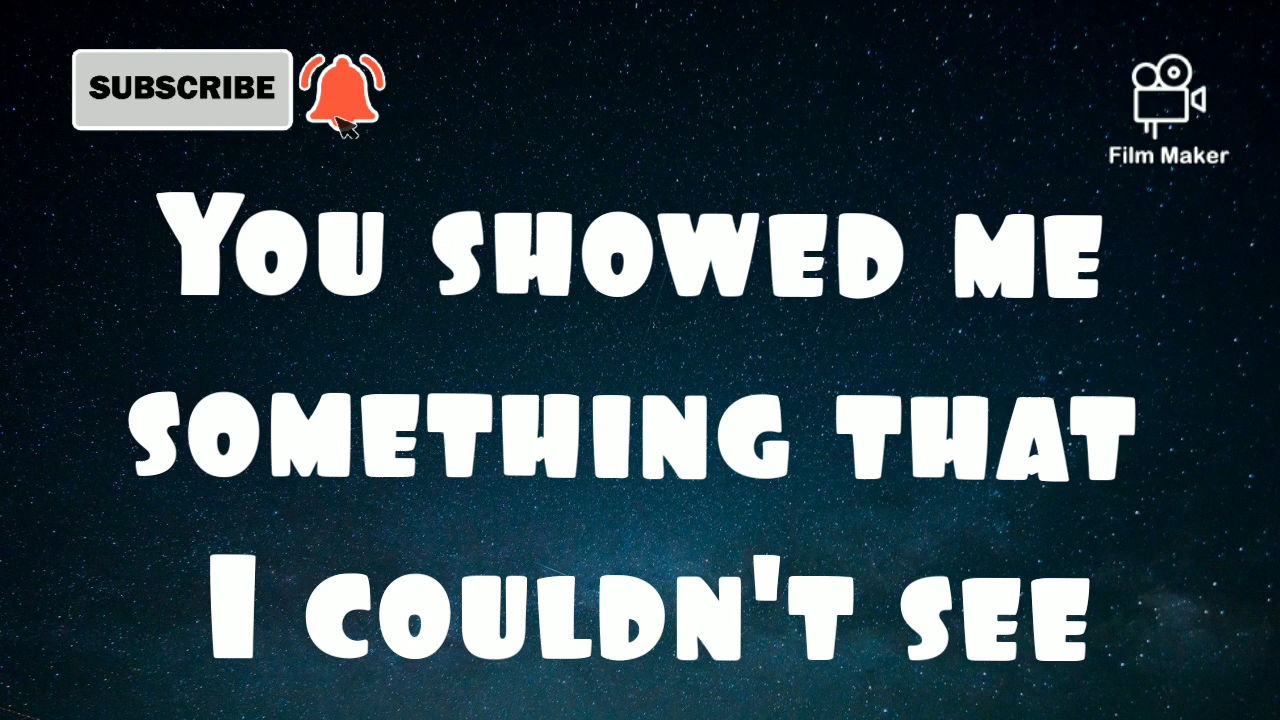 SUBSCRIBE
Film Maker
You showed me
something that
I couldn't see